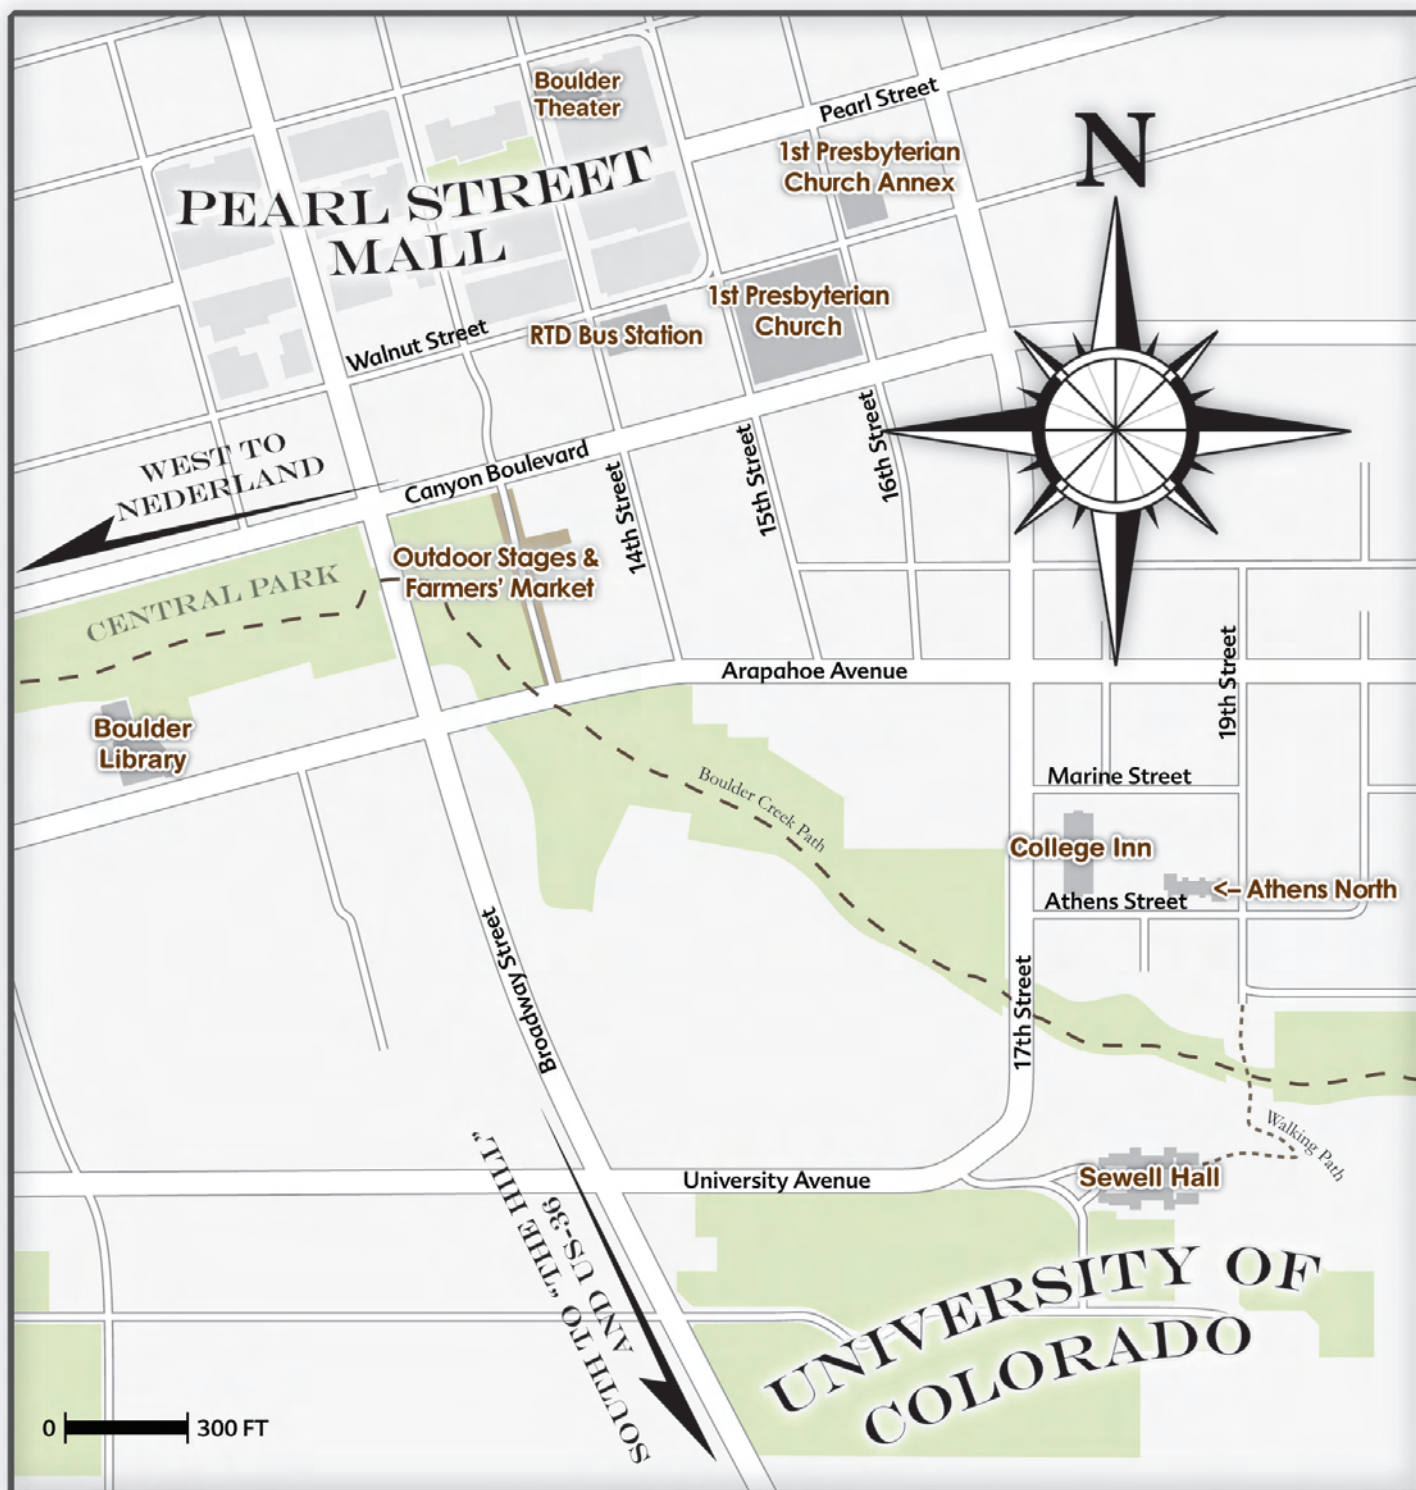 Boulder
Theater
Pearl Street
N
1st Presbyterian
Church Annex
PEARL STREET
MALL
1st Presbyterian
Church
RTD Bus Station
Walnut Street
16th Street
15th Street
14th Street
WEST TO
NEDERLAND
Canyon Boulevard
Outdoor Stages &
Farmers' Market
CENTRAL PARK
19th Street
Arapahoe Avenue
Boulder
Library
Boulder Creek Path
Marine Street
College Inn
<– Athens North
Athens Street
Broadway Street
17th Street
Walking Path
Sewell Hall
University Avenue
SOUTH TO "THE HILL"
AND US-36
UNIVERSITY OF
COLORADO
0 300 FT